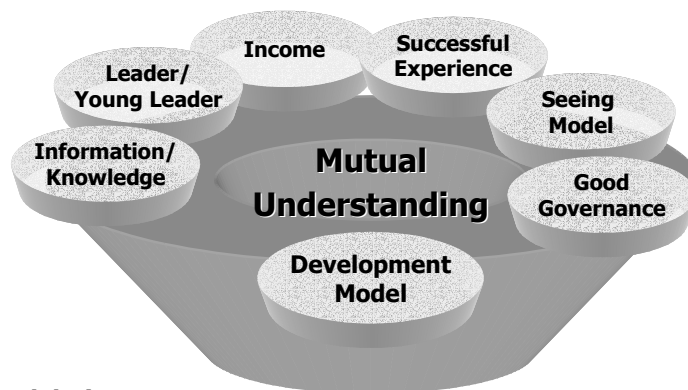 Income
Successful
Experience
Leader/
Young Leader
Seeing
Model
Information/
Knowledge
Mutual
Understanding
Good
Governance
Development
Model